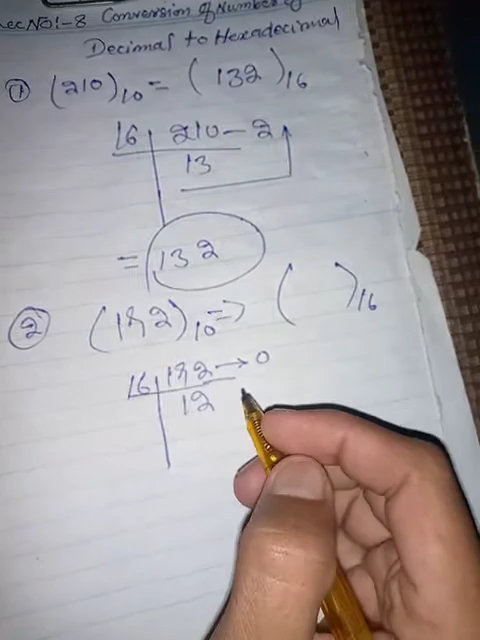 Lec No:-8 Conversion of Number
Decimal to Hexadecimal
① (210)₁₀ = (132)₁₆
16 210 - 2
13
= 132
② (192)₁₀ => ( )₁₆
16 192 → 0
12